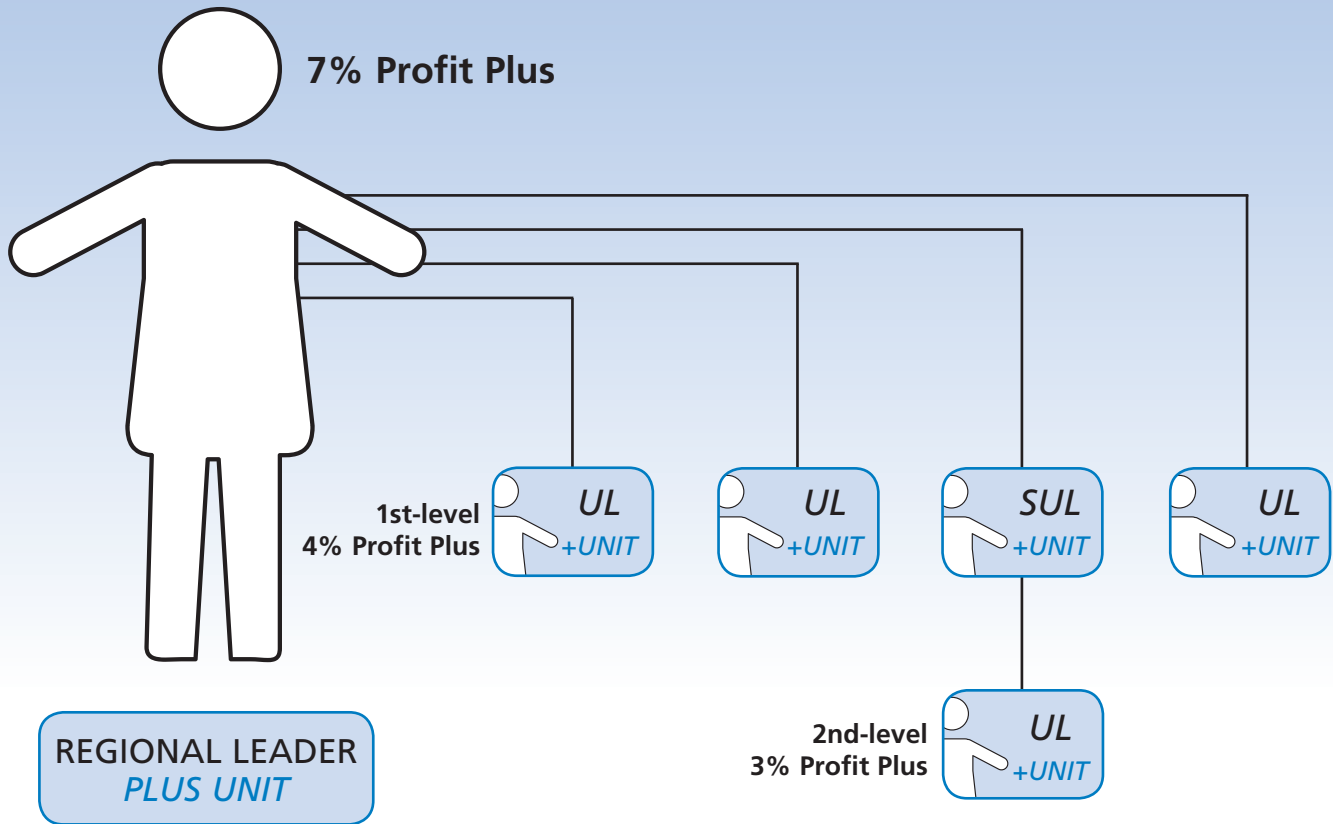 7% Profit Plus
1st-level
4% Profit Plus
UL
+UNIT
UL
+UNIT
SUL
+UNIT
UL
+UNIT
2nd-level
3% Profit Plus
UL
+UNIT
REGIONAL LEADER
PLUS UNIT